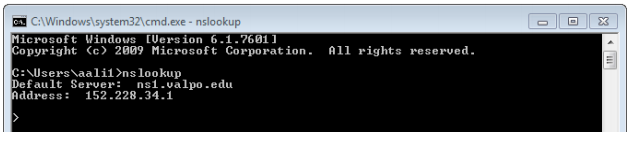 C:\Windows\system32\cmd.exe - nslookup
Microsoft Windows [Version 6.1.7601]
Copyright (c) 2009 Microsoft Corporation.  All rights reserved.
C:\Users\aali1>nslookup
Default Server:  ns1.valpo.edu
Address:  152.228.34.1
>